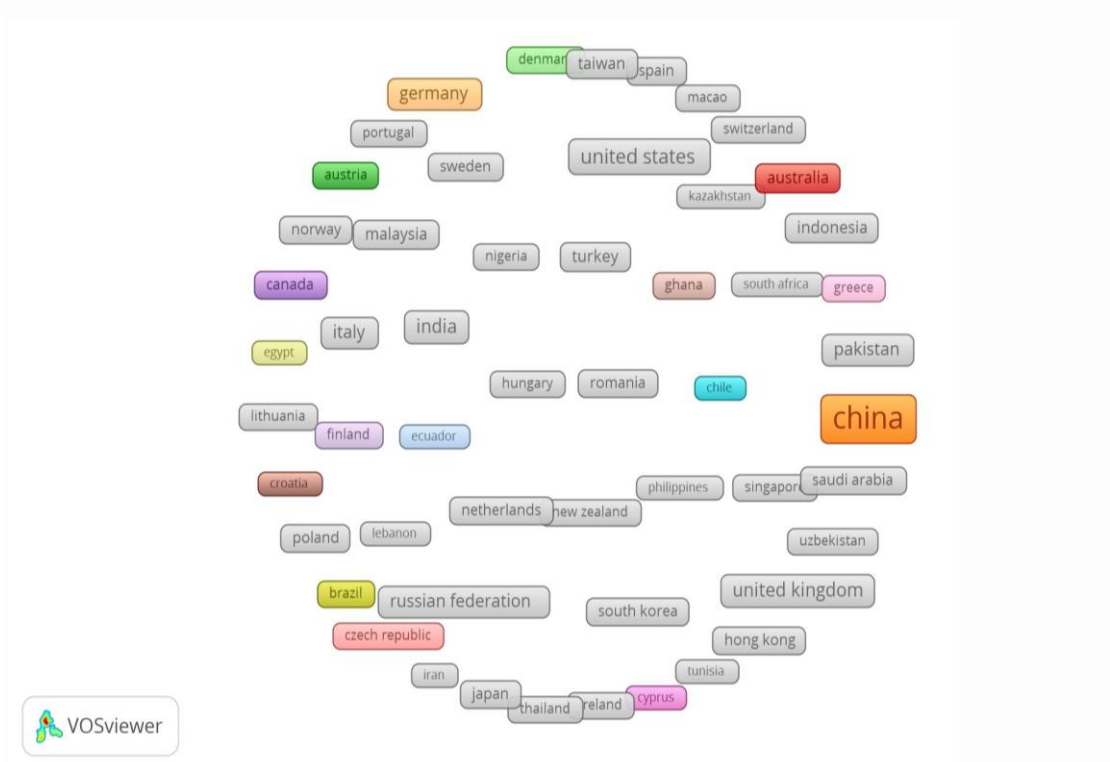 denmar
taiwan
spain
germany
macao
portugal
switzerland
united states
sweden
austria
australia
kazakhstan
norway
malaysia
indonesia
nigeria
turkey
canada
ghana
south africa
greece
italy
india
pakistan
egypt
hungary
romania
chile
lithuania
china
finland
ecuador
croatia
philippines
singapor
saudi arabia
netherlands
new zealand
poland
lebanon
uzbekistan
brazil
russian federation
united kingdom
south korea
czech republic
hong kong
iran
tunisia
japan
thailand
reland
cyprus
VOSviewer